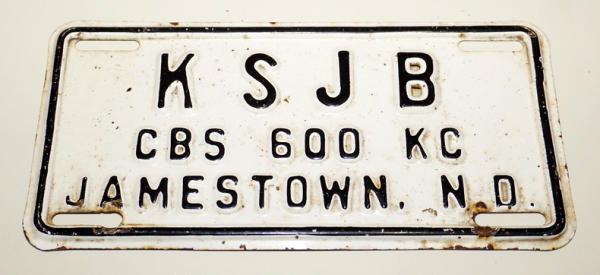 KSJB
CBS 600 KC
JAMESTOWN, N.D.